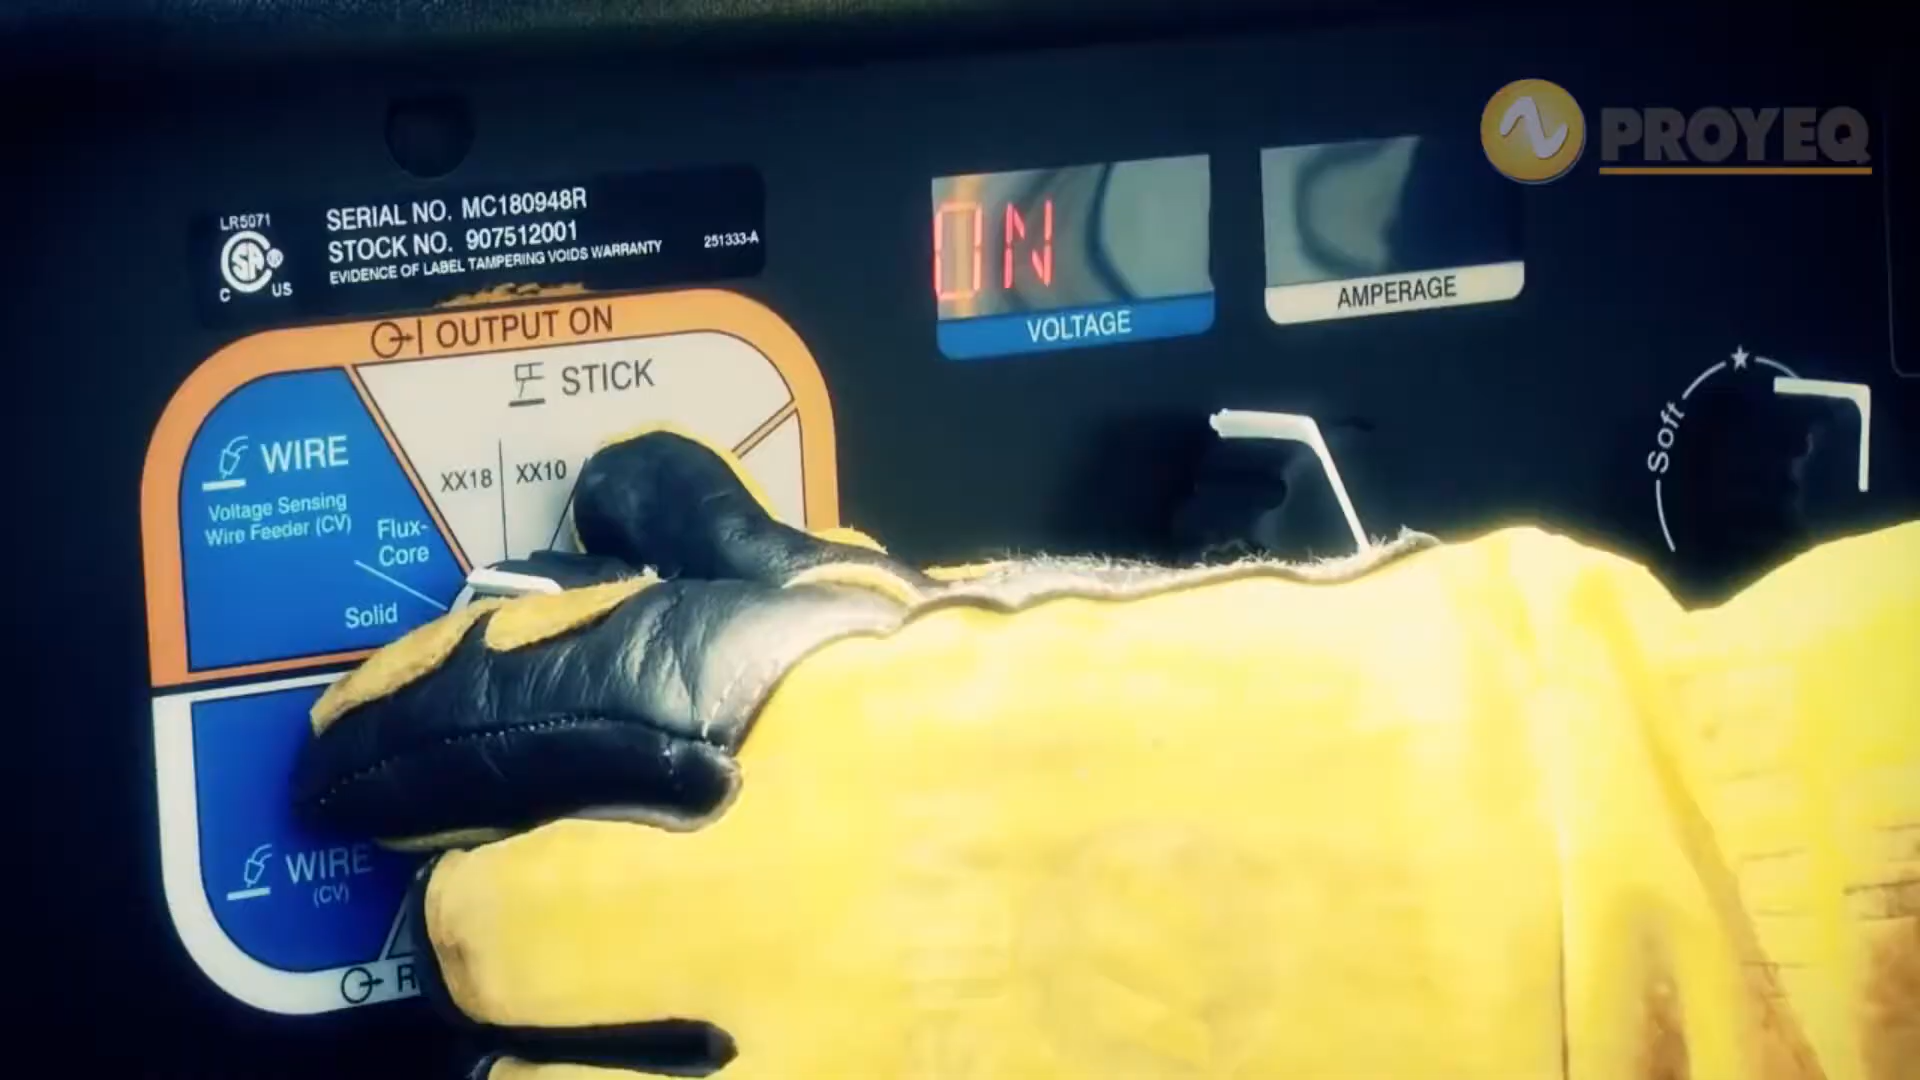 PROYEQ
LR5071
SERIAL NO. MC180948R
STOCK NO. 907512001
EVIDENCE OF LABEL TAMPERING VOIDS WARRANTY
251333-A
SA
C US
ON
VOLTAGE
AMPERAGE
OUTPUT ON
STICK
WIRE
Voltage Sensing
Wire Feeder (CV)
Flux-
Core
Solid
XX18
XX10
Soft
WIRE
(CV)